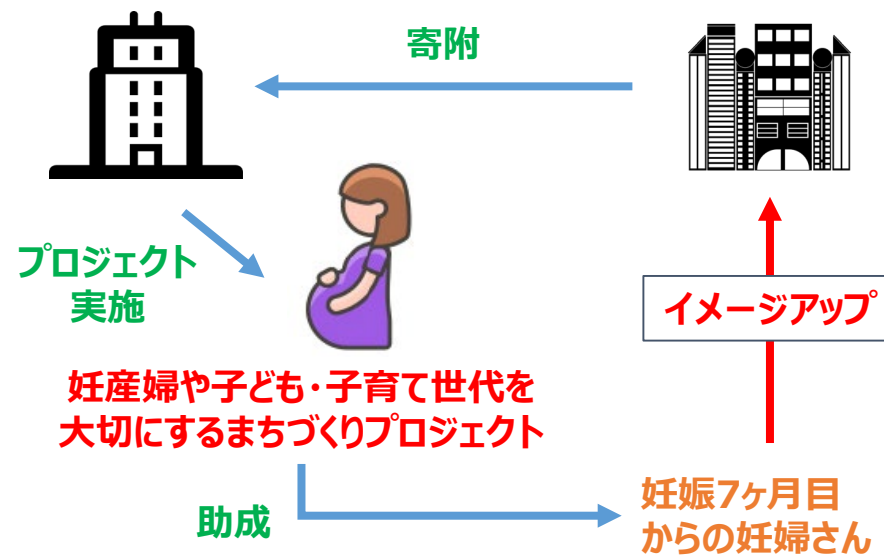 寄附
プロジェクト
実施
イメージアップ
妊産婦や子ども・子育て世代を
大切にするまちづくりプロジェクト
助成
妊娠7ヶ月目
からの妊婦さん